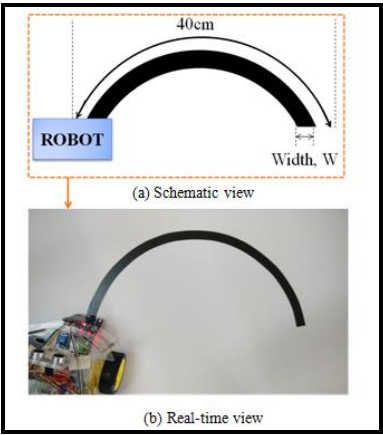 40cm
ROBOT
Width, W
(a) Schematic view
(b) Real-time view